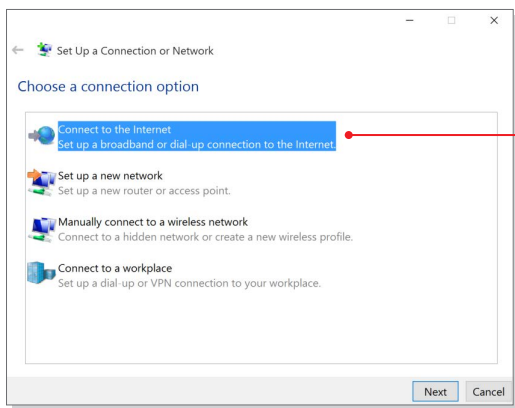 Set Up a Connection or Network
Choose a connection option
Connect to the Internet
Set up a broadband or dial-up connection to the Internet.
Set up a new network
Set up a new router or access point.
Manually connect to a wireless network
Connect to a hidden network or create a new wireless profile.
Connect to a workplace
Set up a dial-up or VPN connection to your workplace.
Next Cancel